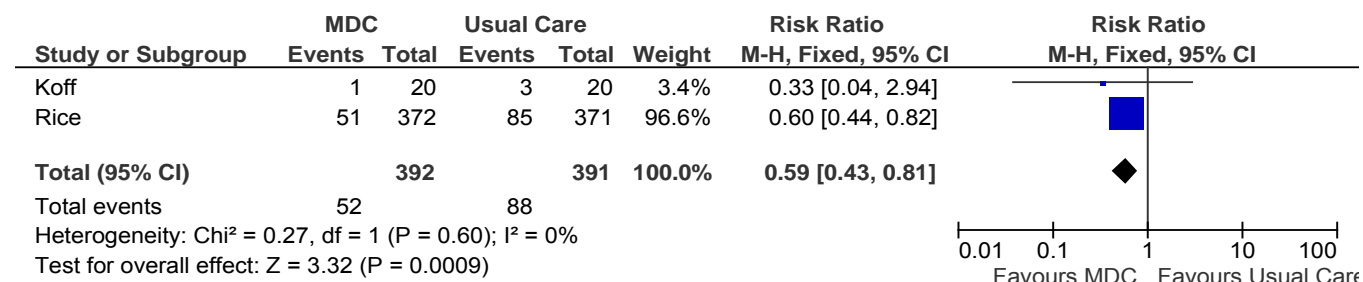 MDC Usual Care Risk Ratio Risk Ratio
Study or Subgroup Events Total Events Total Weight M-H, Fixed, 95% CI M-H, Fixed, 95% CI
Koff 1 20 3 20 3.4% 0.33 [0.04, 2.94]
Rice 51 372 85 371 96.6% 0.60 [0.44, 0.82]
Total (95% CI) 392 391 100.0% 0.59 [0.43, 0.81]
Total events 52 88
Heterogeneity: Chi² = 0.27, df = 1 (P = 0.60); I² = 0%
Test for overall effect: Z = 3.32 (P = 0.0009)
0.01 0.1 1 10 100
Favours MDC Favours Usual Care